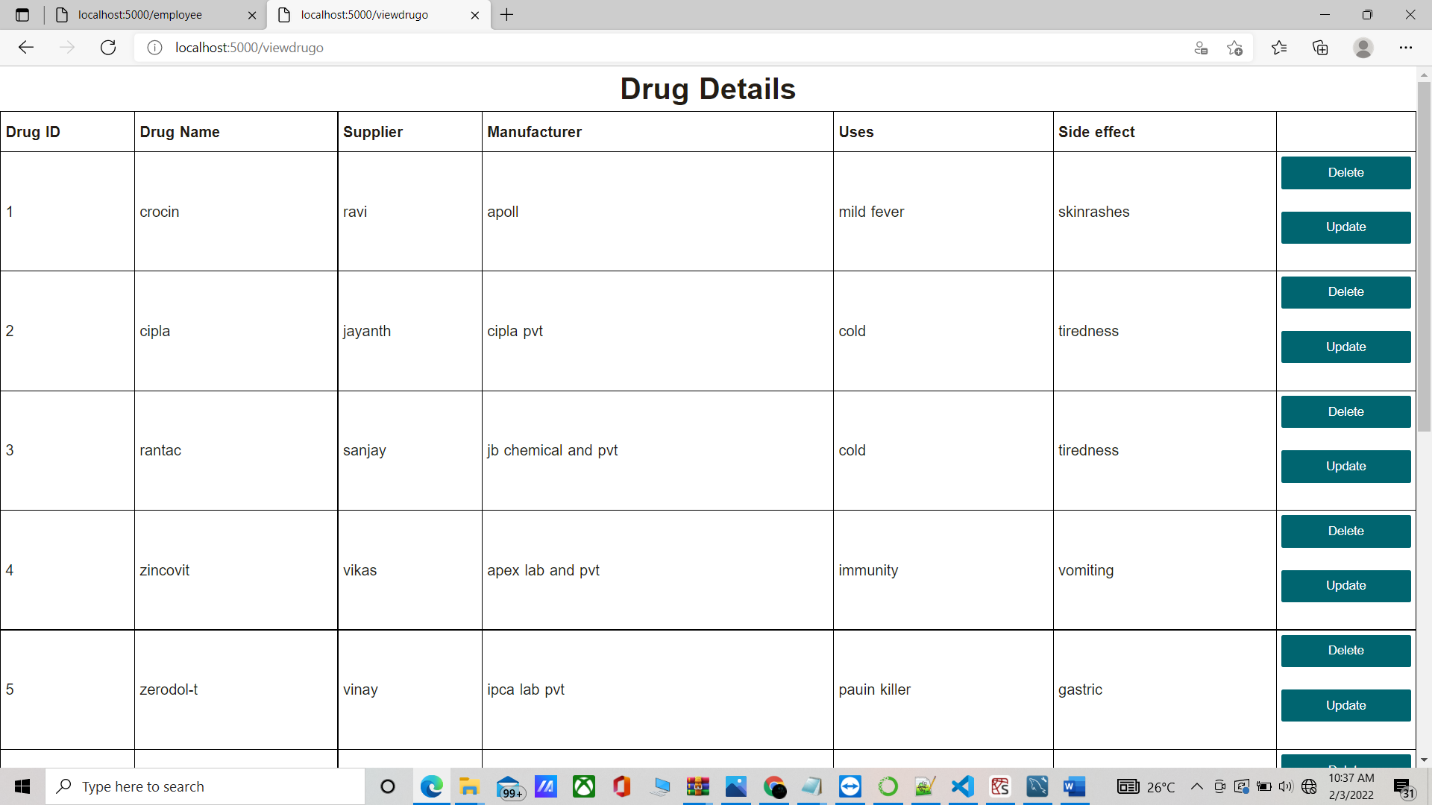 localhost:5000/employee
localhost:5000/viewdrugo
localhost:5000/viewdrugo
Drug Details
Drug ID Drug Name Supplier Manufacturer Uses Side effect
Delete
1 crocin ravi apoll mild fever skinrashes
Update
Delete
2 cipla jayanth cipla pvt cold tiredness
Update
Delete
3 rantac sanjay jb chemical and pvt cold tiredness
Update
Delete
4 zincovit vikas apex lab and pvt immunity vomiting
Update
Delete
5 zerodol-t vinay ipca lab pvt pauin killer gastric
Update
Delete
Type here to search
99+
26°C
10:37 AM
2/3/2022
31